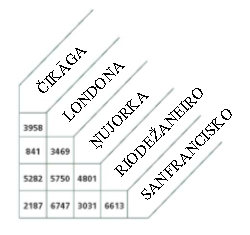 ČIKĀGA
LONDONA
ŅUJORKA
RIODEŽANEIRO
SANFRANCISKO
3958
841 3469
5282 5750 4801
2187 6747 3031 6613